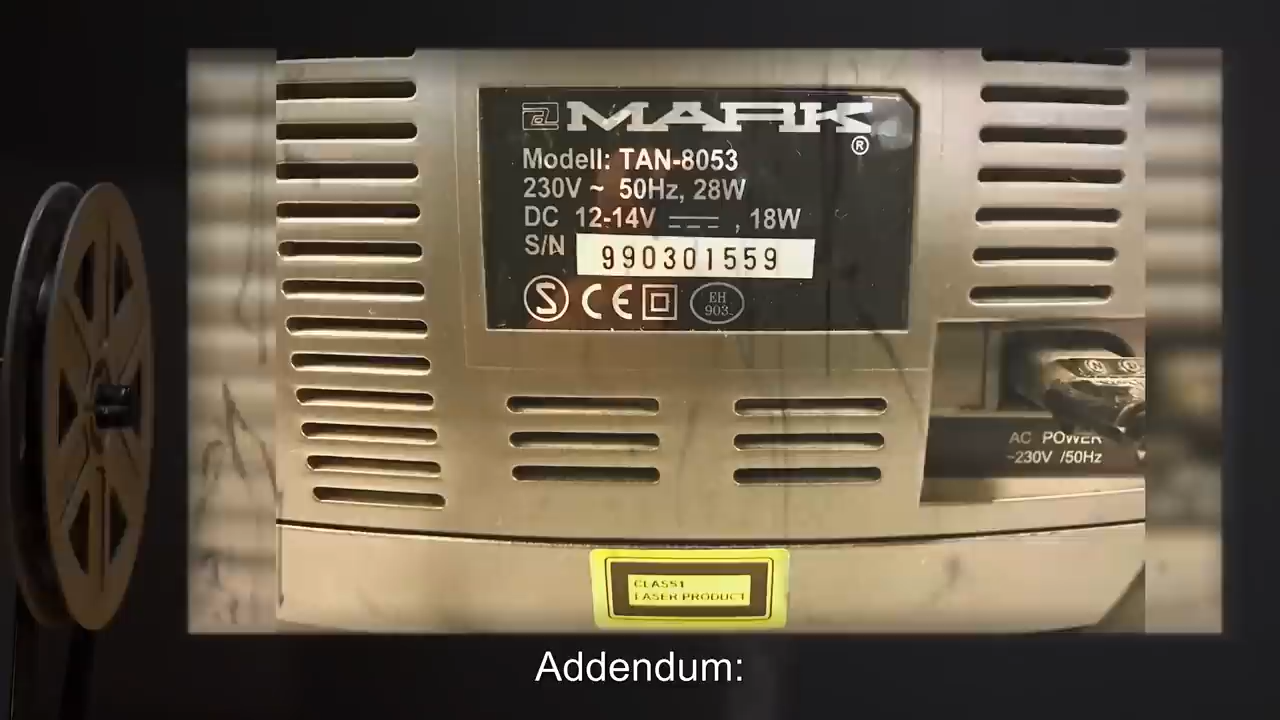 MARK
®
Modell: TAN-8053
230V ~ 50Hz, 28W
DC 12-14V ⎓ , 18W
S/N 990301559
S CE EH 903
AC POWER
~230V /50Hz
CLASS1
LASER PRODUCT
Addendum: